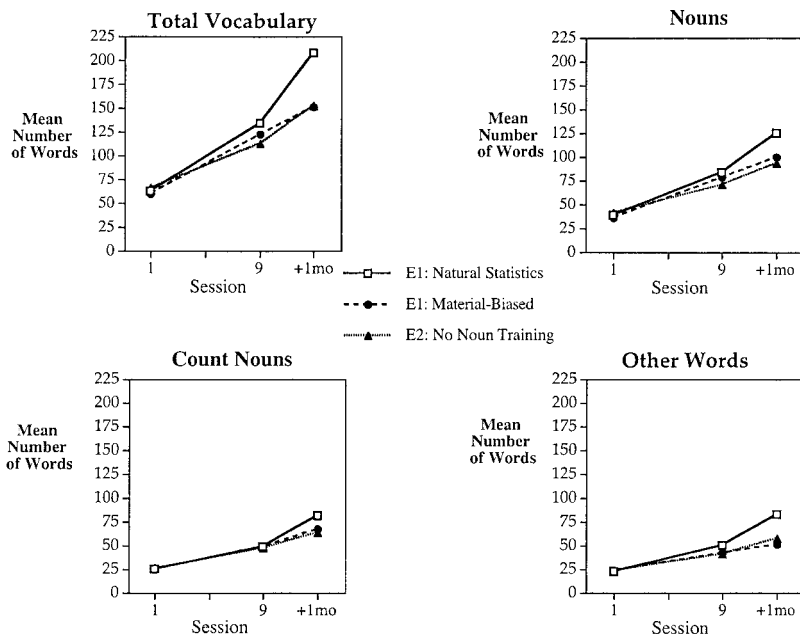 Total Vocabulary
225
200
175
150
125
100
75
50
25
0
Mean
Number
of Words
1
9
+1mo
Session
Nouns
225
200
175
150
125
100
75
50
25
0
Mean
Number
of Words
1
9
+1mo
Session
E1: Natural Statistics
E1: Material-Biased
E2: No Noun Training
Count Nouns
225
200
175
150
125
100
75
50
25
0
Mean
Number
of Words
1
9
+1mo
Session
Other Words
225
200
175
150
125
100
75
50
25
0
Mean
Number
of Words
1
9
+1mo
Session